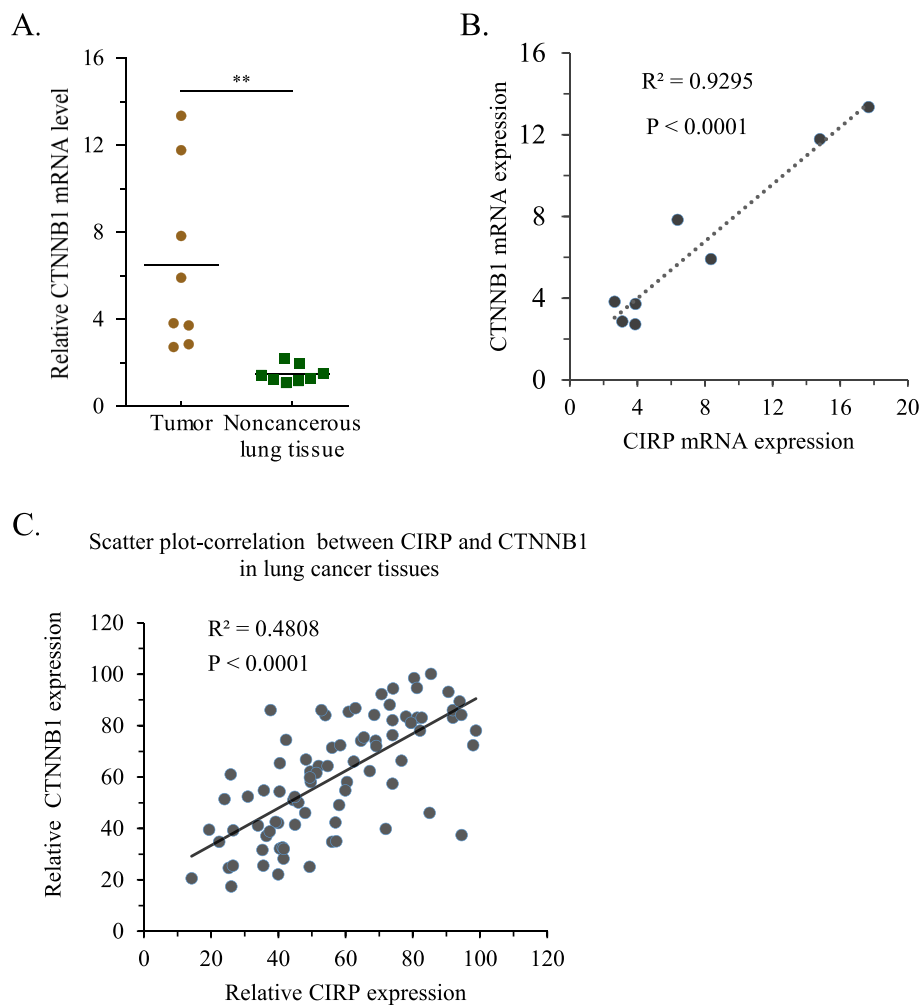 A.
Relative CTNNB1 mRNA level
16
12
8
4
0
**
Tumor
Noncancerous
lung tissue
B.
CTNNB1 mRNA expression
16
12
8
4
0
R² = 0.9295
P < 0.0001
0
4
8
12
16
20
CIRP mRNA expression
C.
Scatter plot-correlation between CIRP and CTNNB1
in lung cancer tissues
Relative CTNNB1 expression
120
100
80
60
40
20
0
R² = 0.4808
P < 0.0001
0
20
40
60
80
100
120
Relative CIRP expression